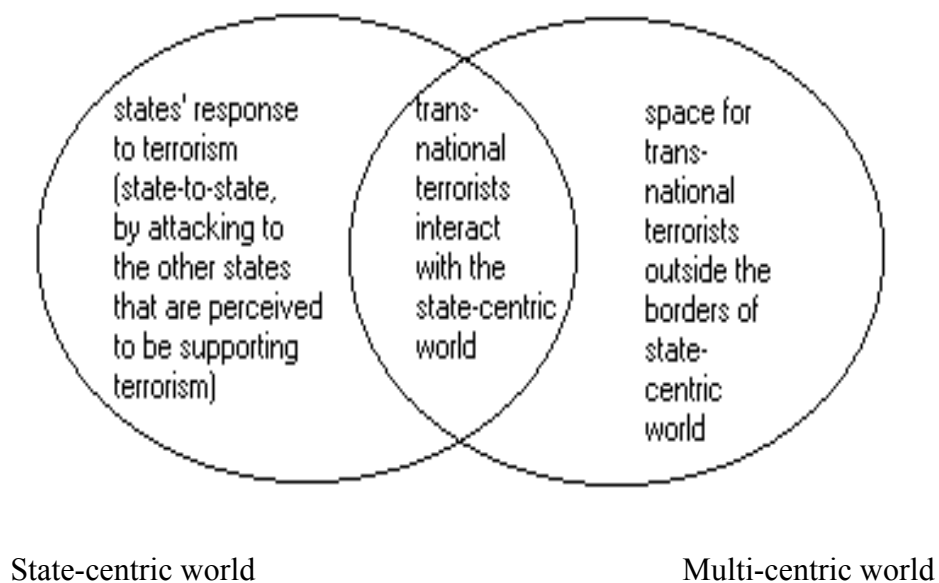 states' response
to terrorism
(state-to-state,
by attacking to
the other states
that are perceived
to be supporting
terrorism)
trans-
national
terrorists
interact
with the
state-centric
world
space for
trans-
national
terrorists
outside the
borders of
state-
centric
world
State-centric world
Multi-centric world